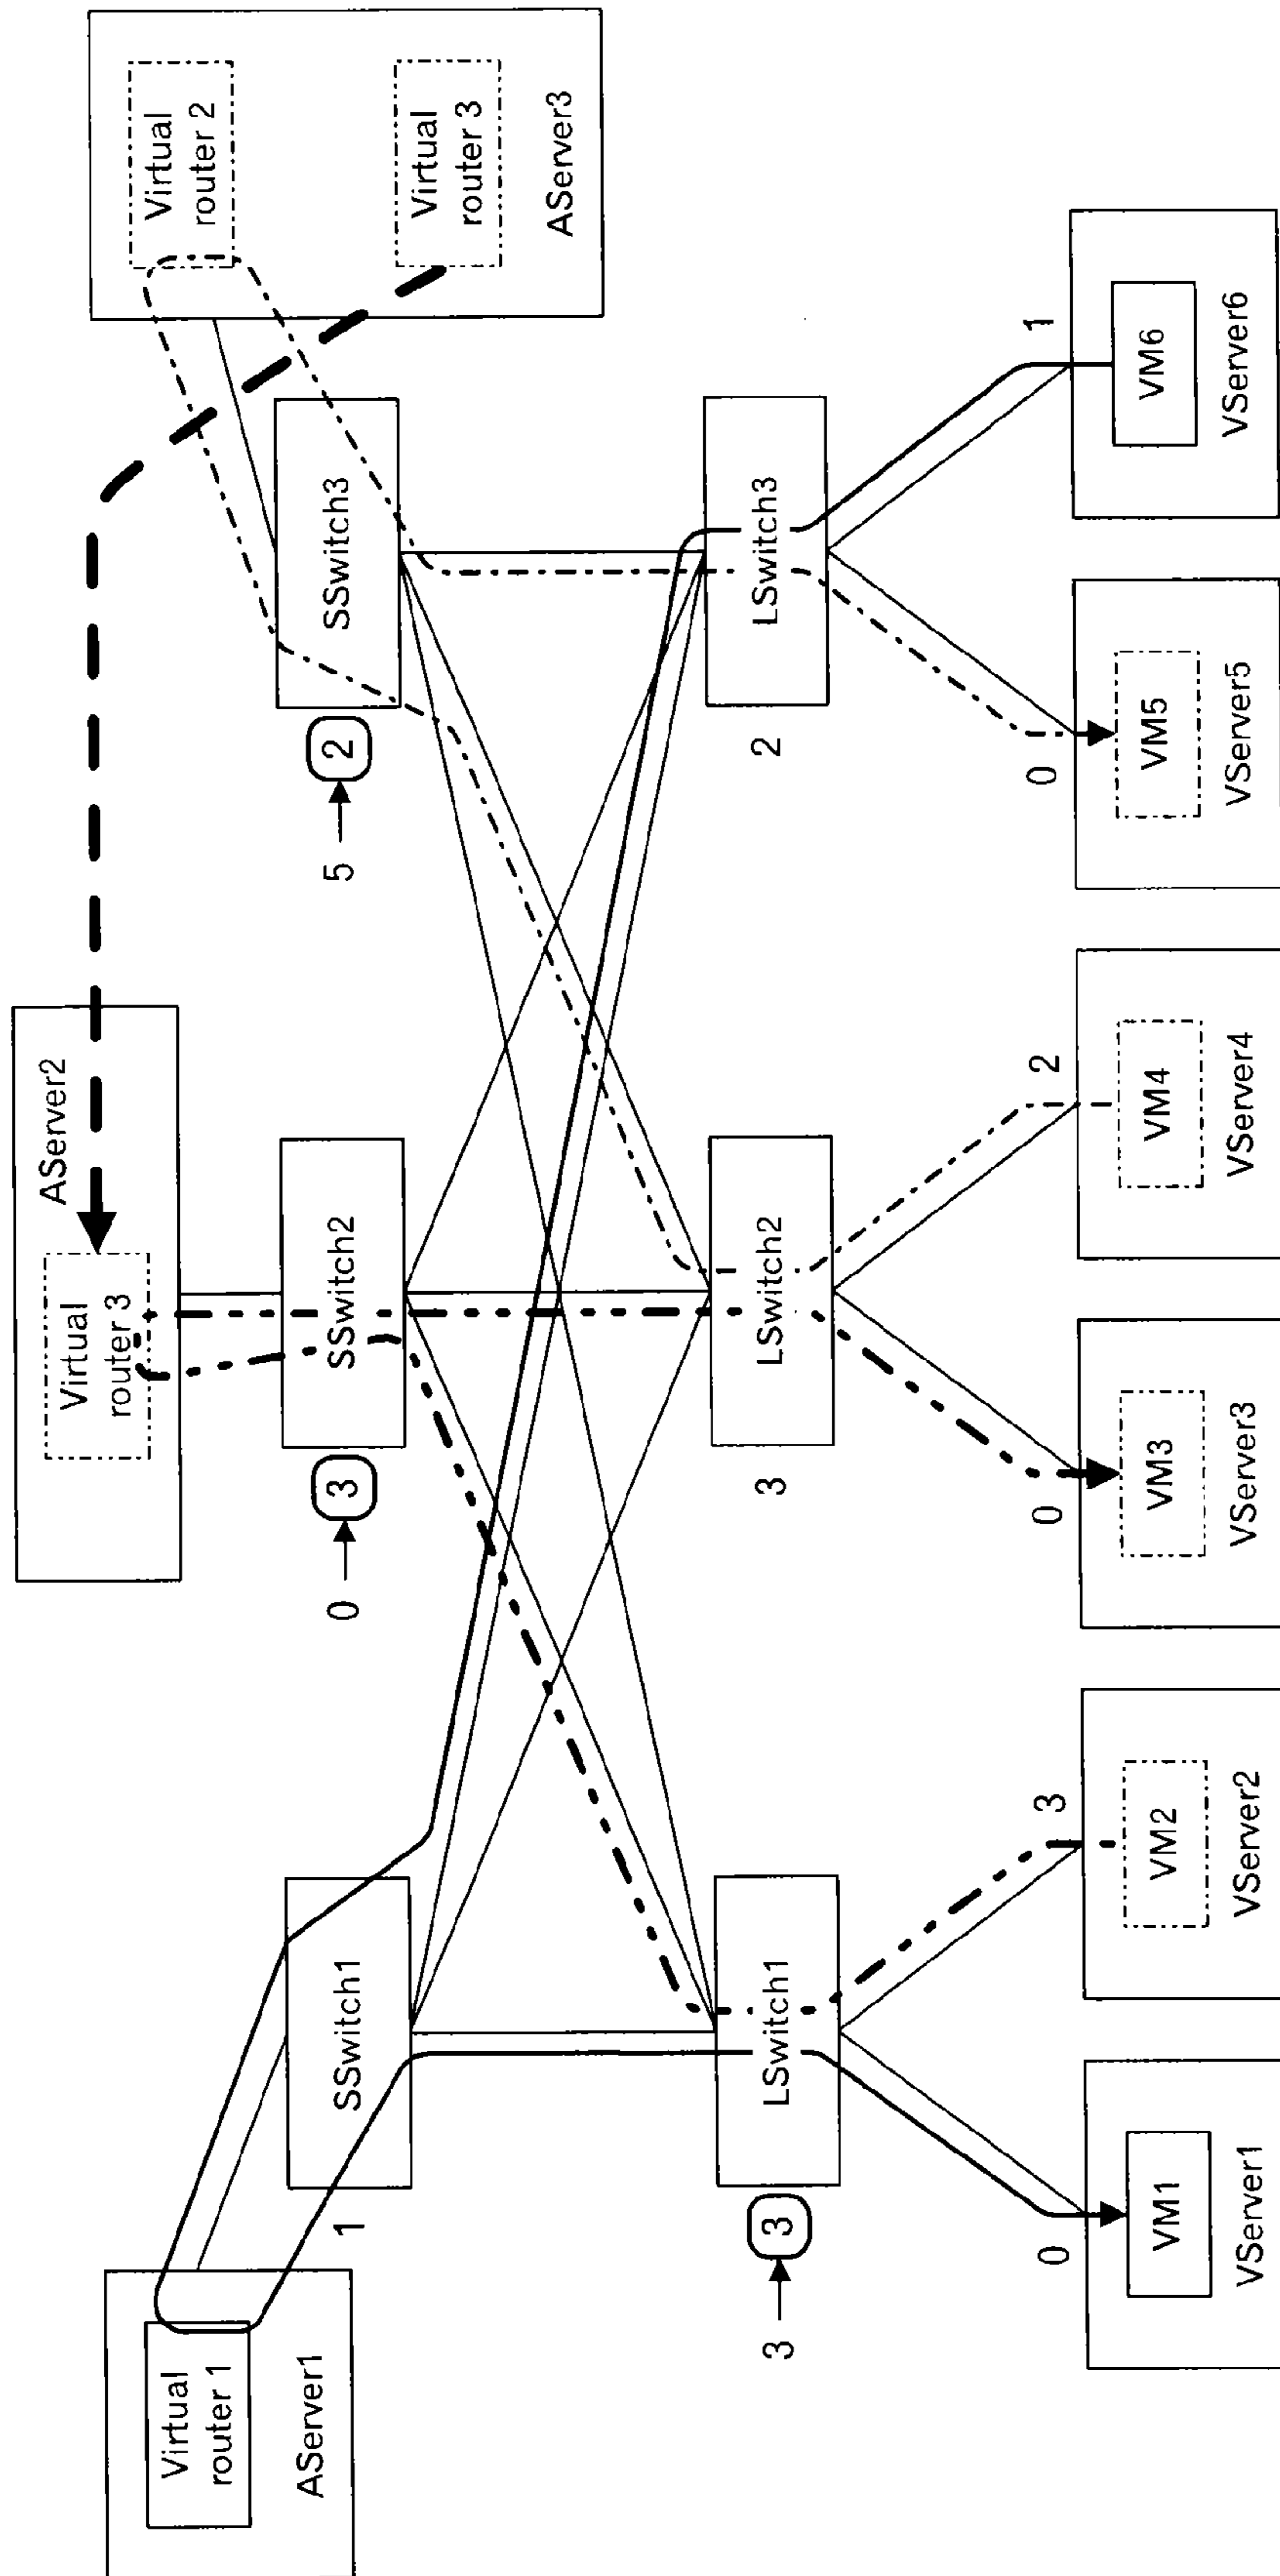 Virtual
router 1
AServer1
Virtual
router 3
AServer2
Virtual
router 2
Virtual
router 3
AServer3
SSwitch1
1
SSwitch2
0 → 3
SSwitch3
5 → 2
LSwitch1
3 → 3
LSwitch2
3
LSwitch3
2
0
3
0
2
0
1
VM1
VM2
VM3
VM4
VM5
VM6
VServer1
VServer2
VServer3
VServer4
VServer5
VServer6